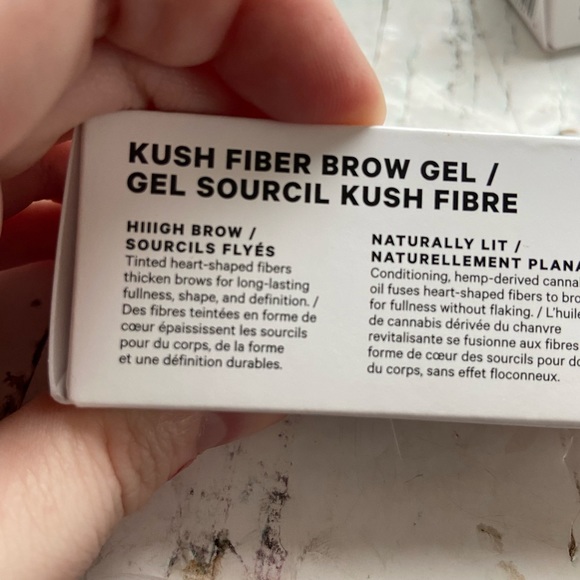 KUSH FIBER BROW GEL /
GEL SOURCIL KUSH FIBRE
HIIIGH BROW /
SOURCILS FLYÉS
Tinted heart-shaped fibers
thicken brows for long-lasting
fullness, shape, and definition. /
Des fibres teintées en forme de
cœur épaississent les sourcils
pour du corps, de la forme
et une définition durables.
NATURALLY LIT /
NATURELLEMENT
Conditioning, hemp-derived
oil fuses heart-shaped fibers to
for fullness without flaking. / L'huile
de cannabis dérivée du chanvre
revitalisante se fusionne aux fibres
forme de cœur des sourcils pour
du corps, sans effet floconneux.